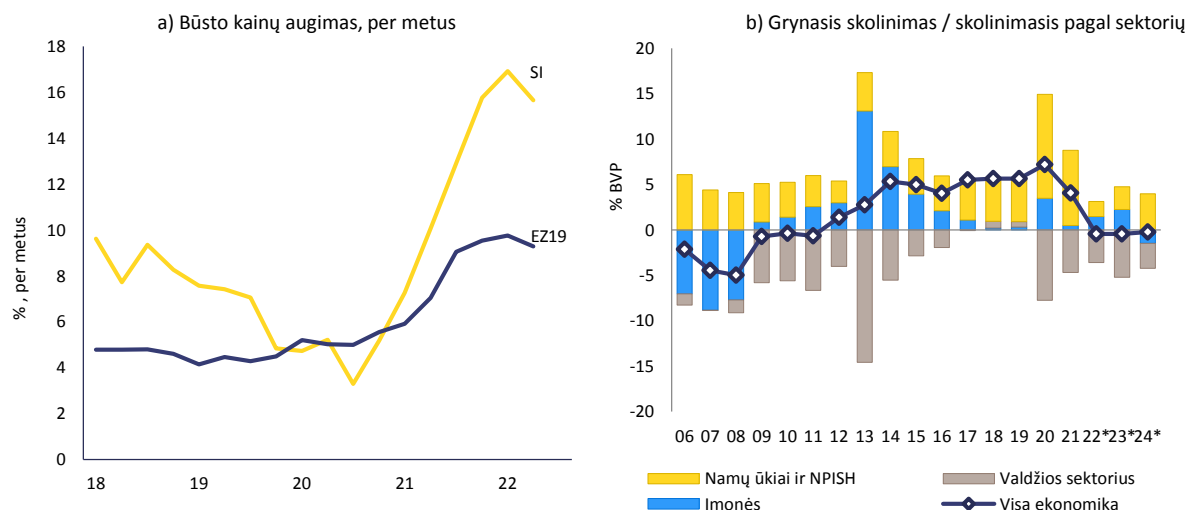 a) Būsto kainų augimas, per metus
% , per metus
18
16
14
12
10
8
6
4
2
0
SI
EZ19
18 19 20 21 22
b) Grynasis skolinimas / skolinimasis pagal sektorių
% BVP
20
15
10
5
0
-5
-10
-15
-20
06 07 08 09 10 11 12 13 14 15 16 17 18 19 20 21 22* 23* 24*
Namų ūkiai ir NPISH
Valdžios sektorius
Imonės
Visa ekonomika